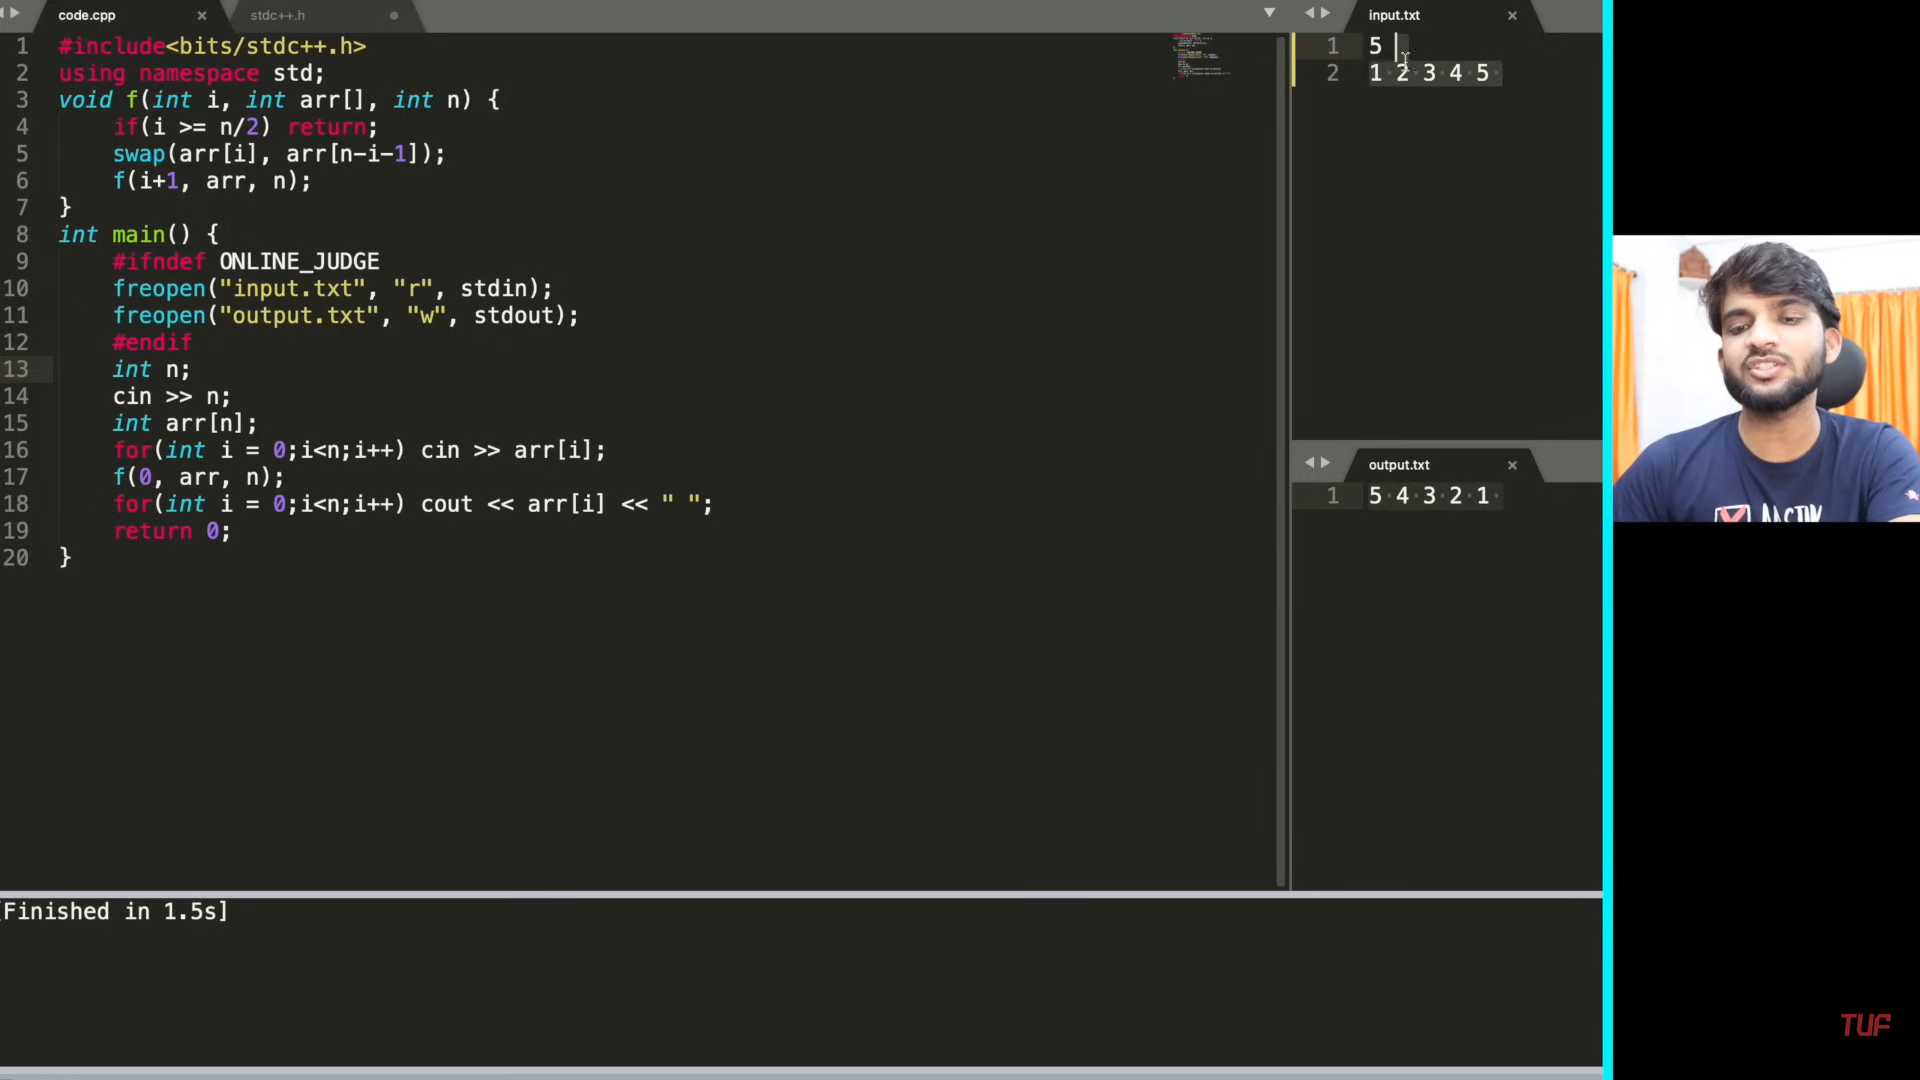 code.cpp
stdc++.h
1 #include<bits/stdc++.h>
2 using namespace std;
3 void f(int i, int arr[], int n) {
4 if(i >= n/2) return;
5 swap(arr[i], arr[n-i-1]);
6 f(i+1, arr, n);
7 }
8 int main() {
9 #ifndef ONLINE_JUDGE
10 freopen("input.txt", "r", stdin);
11 freopen("output.txt", "w", stdout);
12 #endif
13 int n;
14 cin >> n;
15 int arr[n];
16 for(int i = 0;i<n;i++) cin >> arr[i];
17 f(0, arr, n);
18 for(int i = 0;i<n;i++) cout << arr[i] << " ";
19 return 0;
20 }
input.txt
1 5
2 1 2 3 4 5
output.txt
1 5 4 3 2 1
[Finished in 1.5s]
TUF